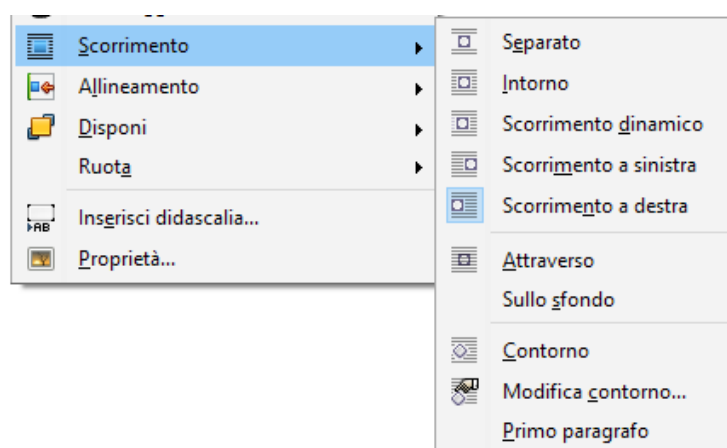 Scorrimento
Allineamento
Disponi
Ruota
Inserisci didascalia...
Proprietà...
Separato
Intorno
Scorrimento dinamico
Scorrimento a sinistra
Scorrimento a destra
Attraverso
Sullo sfondo
Contorno
Modifica contorno...
Primo paragrafo